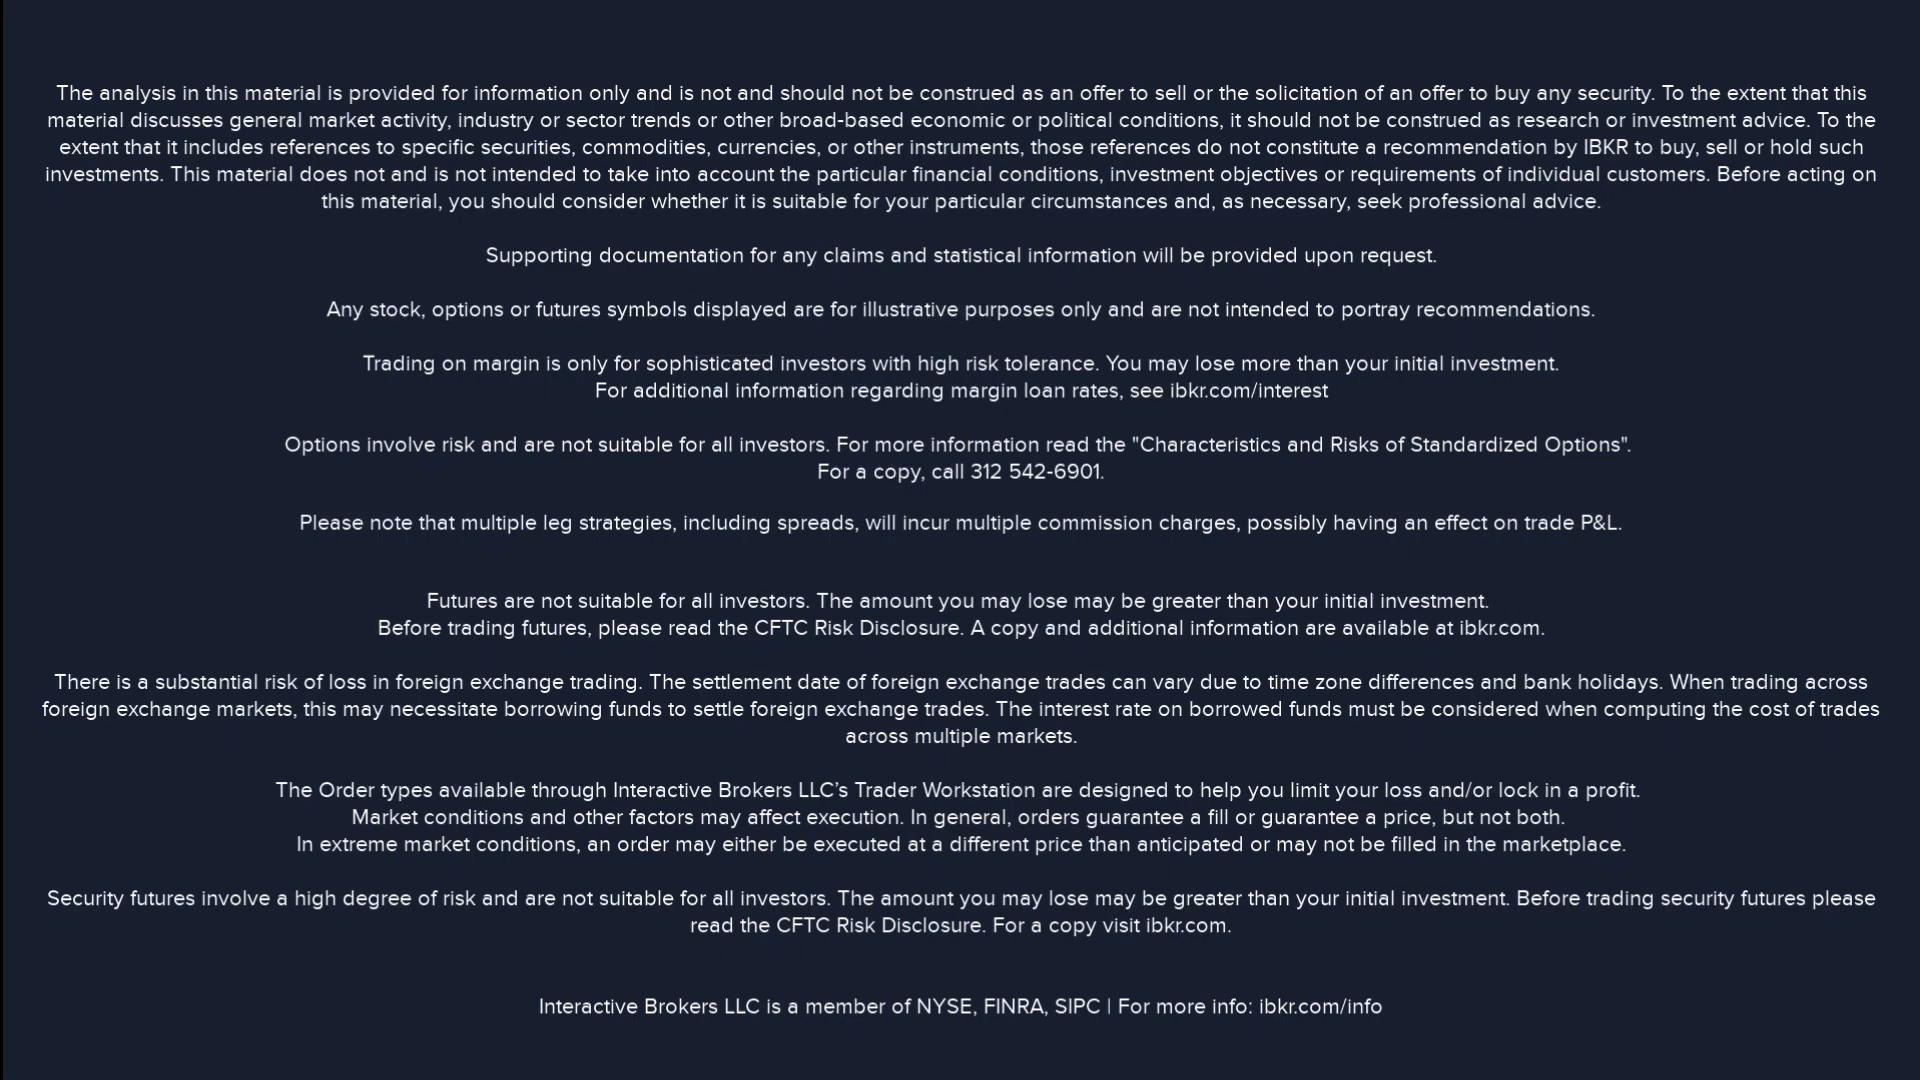 The analysis in this material is provided for information only and is not and should not be construed as an offer to sell or the solicitation of an offer to buy any security. To the extent that this
material discusses general market activity, industry or sector trends or other broad-based economic or political conditions, it should not be construed as research or investment advice. To the
extent that it includes references to specific securities, commodities, currencies, or other instruments, those references do not constitute a recommendation by IBKR to buy, sell or hold such
investments. This material does not and is not intended to take into account the particular financial conditions, investment objectives or requirements of individual customers. Before acting on
this material, you should consider whether it is suitable for your particular circumstances and, as necessary, seek professional advice.
Supporting documentation for any claims and statistical information will be provided upon request.
Any stock, options or futures symbols displayed are for illustrative purposes only and are not intended to portray recommendations.
Trading on margin is only for sophisticated investors with high risk tolerance. You may lose more than your initial investment.
For additional information regarding margin loan rates, see ibkr.com/interest
Options involve risk and are not suitable for all investors. For more information read the "Characteristics and Risks of Standardized Options".
For a copy, call 312 542-6901.
Please note that multiple leg strategies, including spreads, will incur multiple commission charges, possibly having an effect on trade P&L.
Futures are not suitable for all investors. The amount you may lose may be greater than your initial investment.
Before trading futures, please read the CFTC Risk Disclosure. A copy and additional information are available at ibkr.com.
There is a substantial risk of loss in foreign exchange trading. The settlement date of foreign exchange trades can vary due to time zone differences and bank holidays. When trading across
foreign exchange markets, this may necessitate borrowing funds to settle foreign exchange trades. The interest rate on borrowed funds must be considered when computing the cost of trades
across multiple markets.
The Order types available through Interactive Brokers LLC's Trader Workstation are designed to help you limit your loss and/or lock in a profit.
Market conditions and other factors may affect execution. In general, orders guarantee a fill or guarantee a price, but not both.
In extreme market conditions, an order may either be executed at a different price than anticipated or may not be filled in the marketplace.
Security futures involve a high degree of risk and are not suitable for all investors. The amount you may lose may be greater than your initial investment. Before trading security futures please
read the CFTC Risk Disclosure. For a copy visit ibkr.com.
Interactive Brokers LLC is a member of NYSE, FINRA, SIPC | For more info: ibkr.com/info